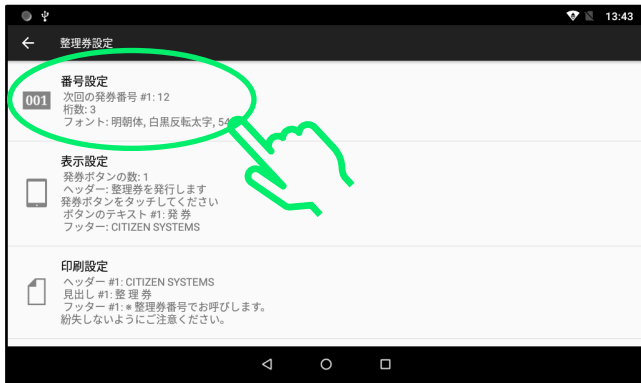 13:43
整理券設定
番号設定
001
次回の発券番号 #1: 12
桁数: 3
フォント: 明朝体, 白黒反転太字, 54
表示設定
発券ボタンの数: 1
ヘッダー: 整理券を発行します
発券ボタンをタッチしてください
ボタンのテキスト #1: 発 券
フッター: CITIZEN SYSTEMS
印刷設定
ヘッダー #1: CITIZEN SYSTEMS
見出し #1: 整 理 券
フッター #1: ＊整理券番号でお呼びします。
紛失しないようにご注意ください。